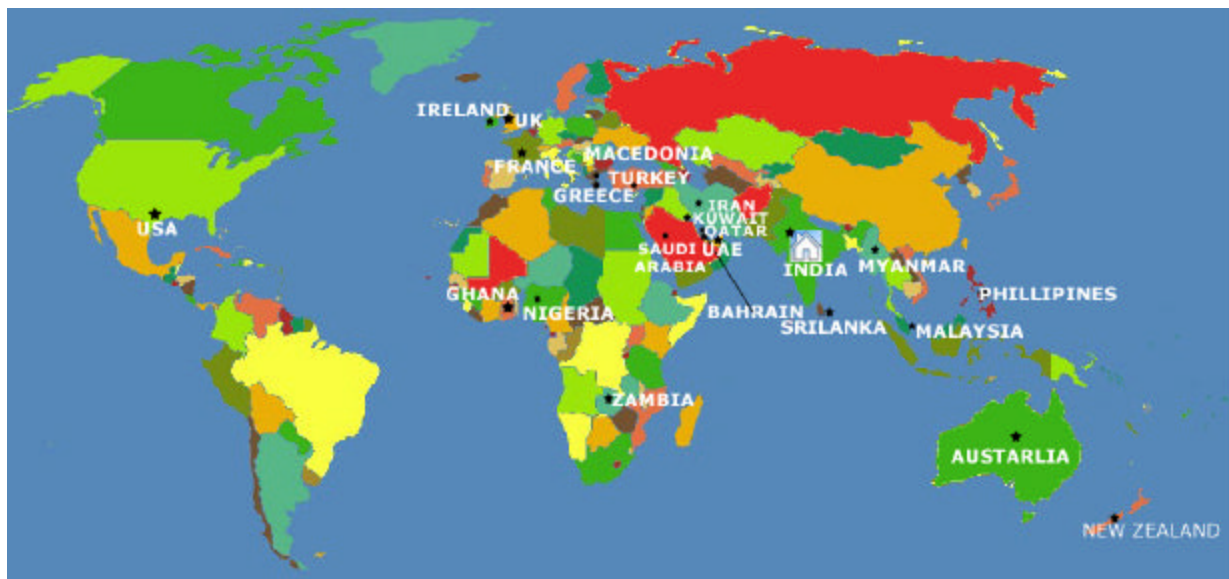 IRELAND
UK
FRANCE
MACEDONIA
TURKEY
GREECE
USA
IRAN
KUWAIT
QATAR
SAUDI
ARABIA
UAE
INDIA
MYANMAR
GHANA
NIGERIA
BAHRAIN
SRILANKA
PHILLIPINES
MALAYSIA
ZAMBIA
AUSTARLIA
NEW ZEALAND